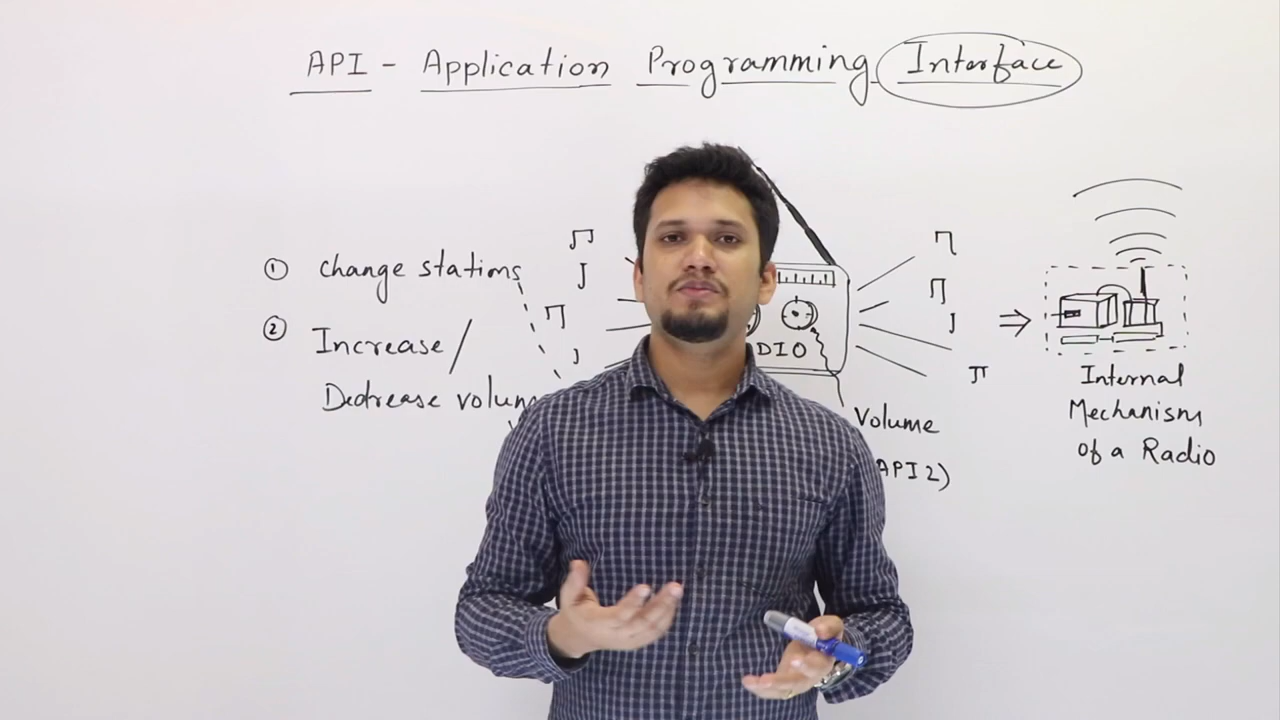 API - Application Programming Interface
① change stations
② Increase/
Decrease volum
DIO
Volume
API 2)
Internal
Mechanism
of a Radio